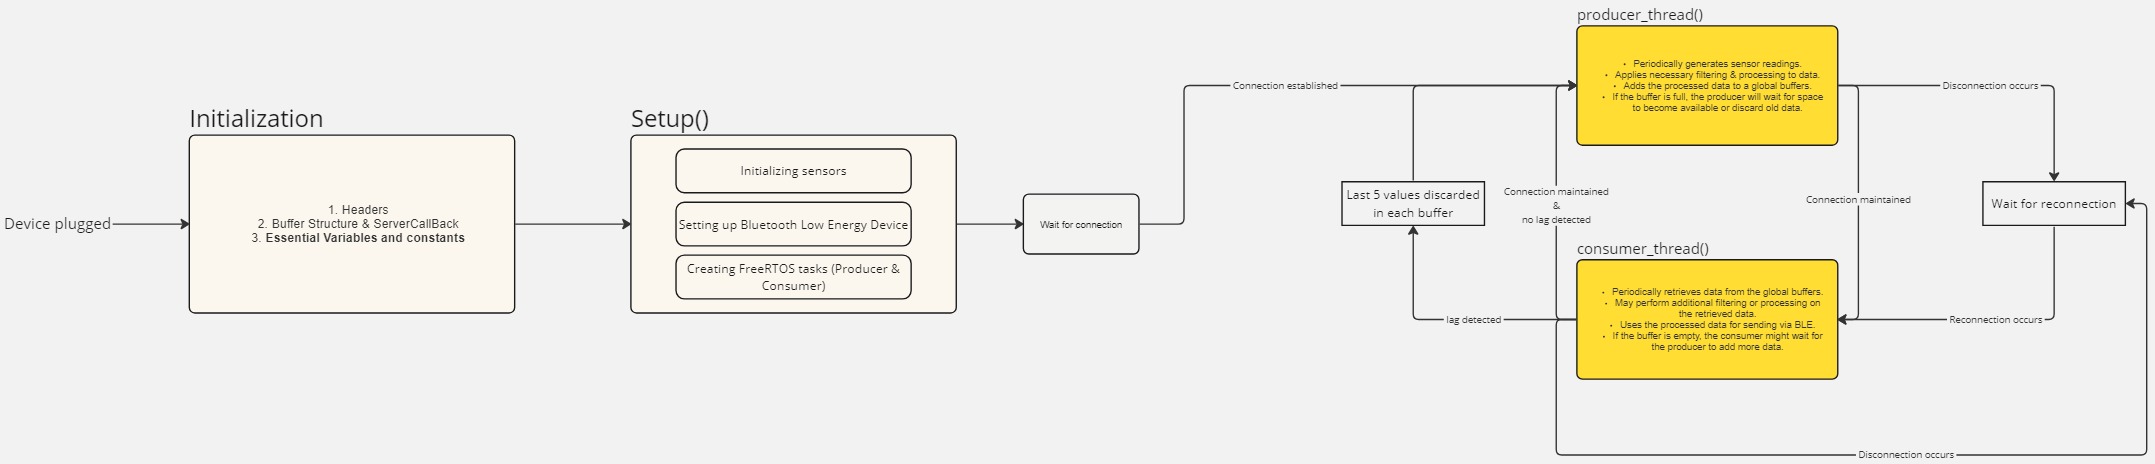 Device plugged
Initialization
1. Headers
2. Buffer Structure & ServerCallBack
3. Essential Variables and constants
Setup()
Initializing sensors
Setting up Bluetooth Low Energy Device
Creating FreeRTOS tasks (Producer &
Consumer)
Wait for connection
Connection established
producer_thread()
• Periodically generates sensor readings.
• Applies necessary filtering & processing to data.
• Adds the processed data to a global buffers.
• If the buffer is full, the producer will wait for space
to become available or discard old data.
Last 5 values discarded
in each buffer
Connection maintained
&
no lag detected
lag detected
consumer_thread()
• Periodically retrieves data from the global buffers.
• May perform additional filtering or processing on
the retrieved data.
• Uses the processed data for sending via BLE.
• If the buffer is empty, the consumer might wait for
the producer to add more data.
Connection maintained
Disconnection occurs
Wait for reconnection
Reconnection occurs
Disconnection occurs